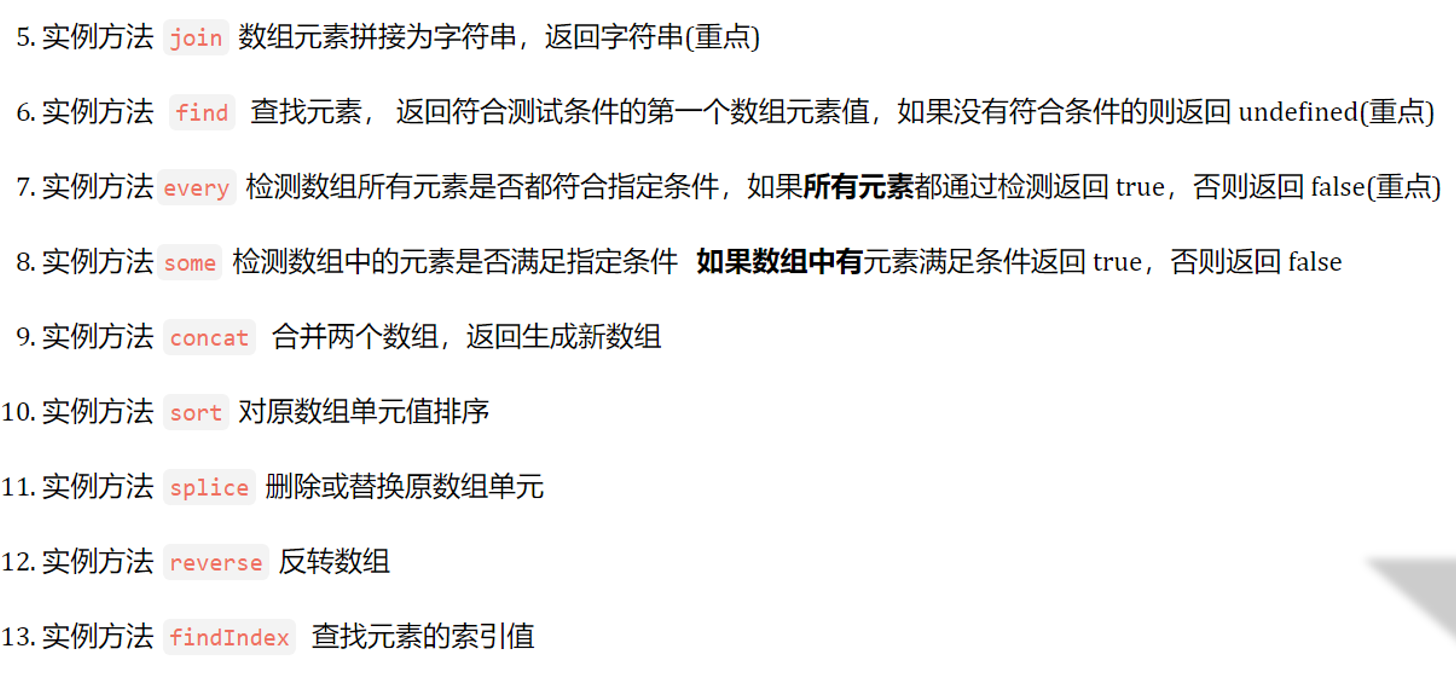 5. 实例方法 join 数组元素拼接为字符串，返回字符串(重点)
6. 实例方法 find 查找元素， 返回符合测试条件的第一个数组元素值，如果没有符合条件的则返回 undefined(重点)
7. 实例方法 every 检测数组所有元素是否都符合指定条件，如果所有元素都通过检测返回 true，否则返回 false(重点)
8. 实例方法 some 检测数组中的元素是否满足指定条件 如果数组中有元素满足条件返回 true，否则返回 false
9. 实例方法 concat 合并两个数组，返回生成新数组
10. 实例方法 sort 对原数组单元值排序
11. 实例方法 splice 删除或替换原数组单元
12. 实例方法 reverse 反转数组
13. 实例方法 findIndex 查找元素的索引值